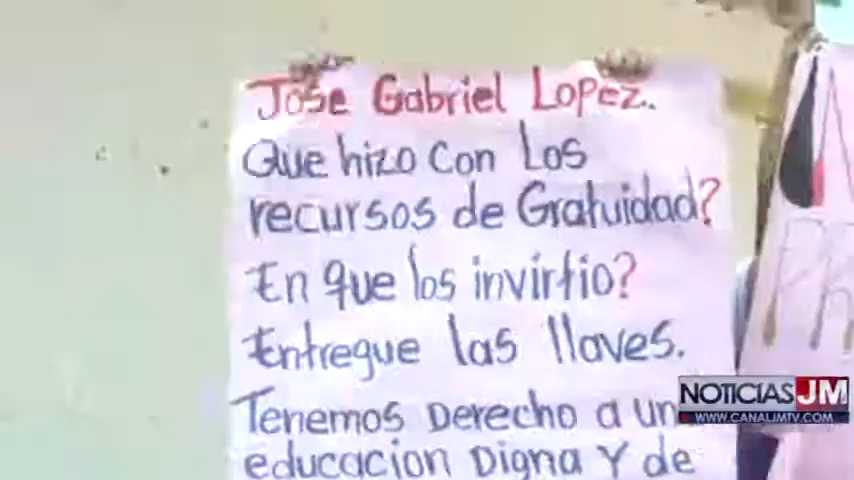 Jose Gabriel Lopez..
Que hizo con los
recursos de Gratuidad?
En que los invirtio?
Entregue las llaves.
Tenemos Derecho a un
educacion Digna Y de
NOTICIAS JM
WWW.CANALJMTV.COM